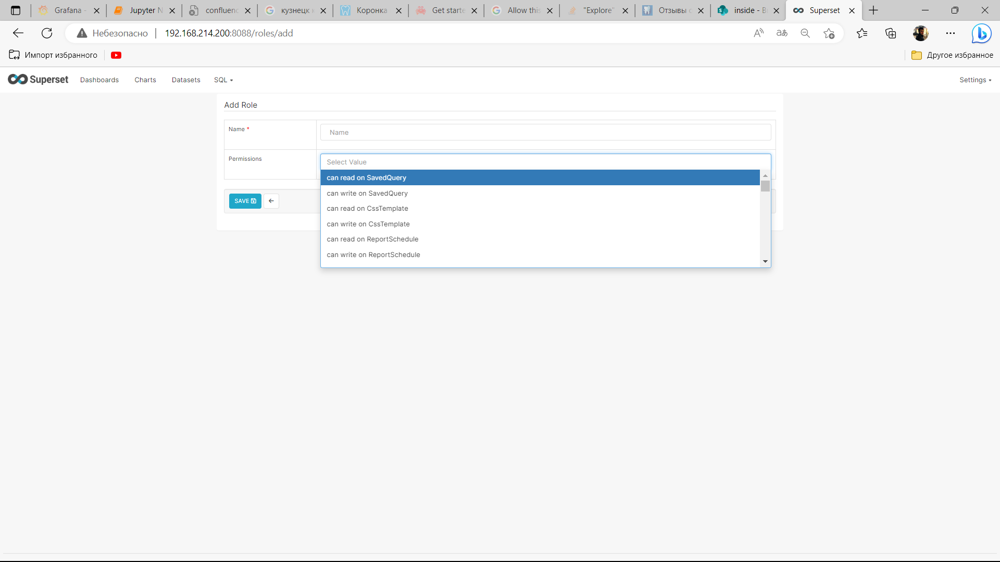 Grafana -
Jupyter N
confluenc
кузнецк к
Коронка
Get starte
Allow this
"Explore"
Отзывы о
inside - Bi
Superset
Небезопасно
192.168.214.200:8088/roles/add
Импорт избранного
Другое избранное
Superset
Dashboards
Charts
Datasets
SQL
Settings
Add Role
Name *
Name
Permissions
Select Value
can read on SavedQuery
can write on SavedQuery
can read on CssTemplate
can write on CssTemplate
can read on ReportSchedule
can write on ReportSchedule
SAVE